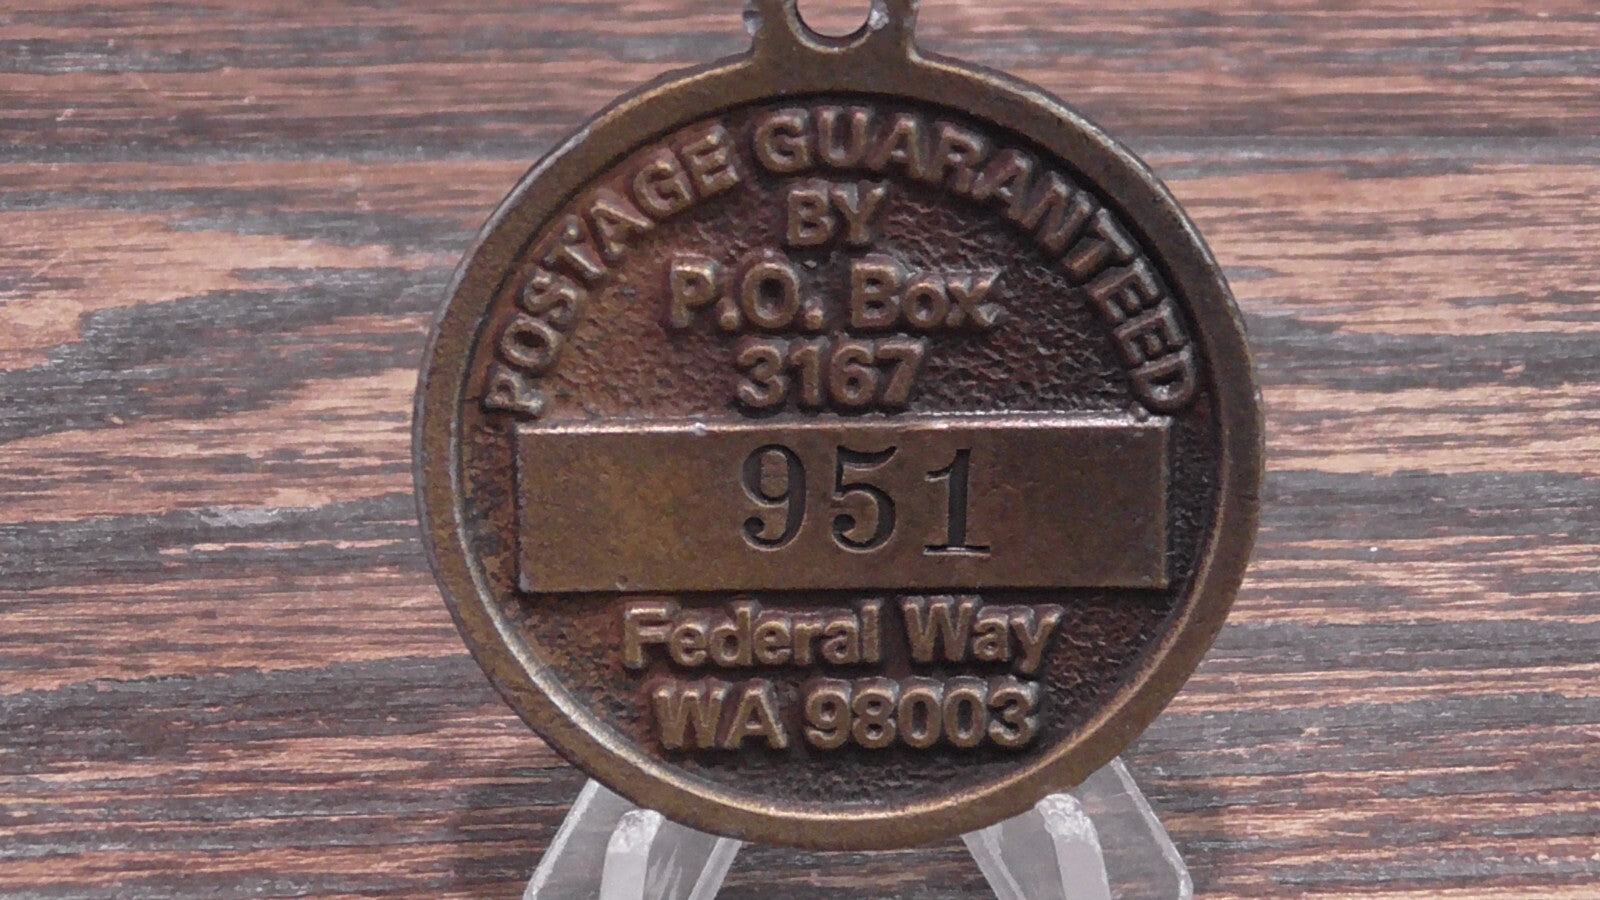 POSTAGE GUARANTEED
BY
P.O. Box
3167
951
Federal Way
WA 98003